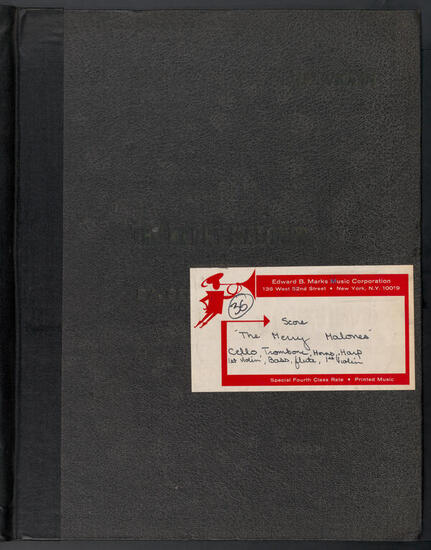 Edward B. Marks Music Corporation
136 West 52nd Street • New York, N.Y. 10019
36
Score
"The Merry Malones"
Cello, Trombone, Horns, Harp
1st Violin, Bass, flute, 1st Violin
Special Fourth Class Rate • Printed Music